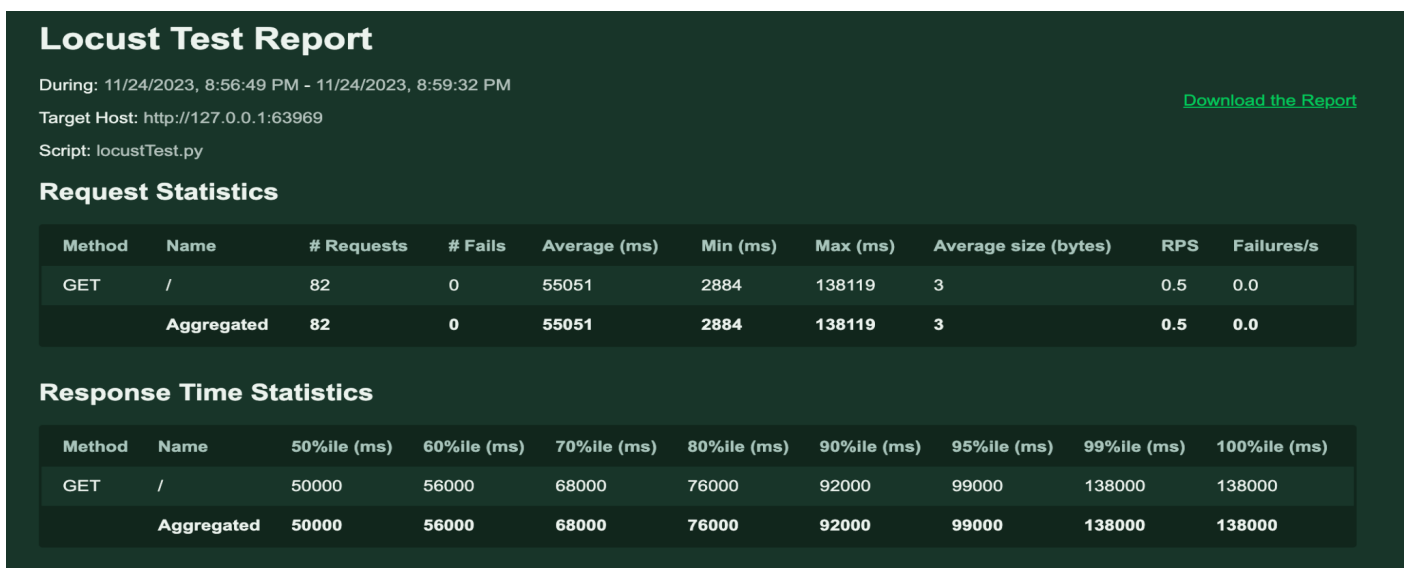 Locust Test Report
During: 11/24/2023, 8:56:49 PM - 11/24/2023, 8:59:32 PM
Download the Report
Target Host: http://127.0.0.1:63969
Script: locustTest.py
Request Statistics
Method Name # Requests # Fails Average (ms) Min (ms) Max (ms) Average size (bytes) RPS Failures/s
GET / 82 0 55051 2884 138119 3 0.5 0.0
Aggregated 82 0 55051 2884 138119 3 0.5 0.0
Response Time Statistics
Method Name 50%ile (ms) 60%ile (ms) 70%ile (ms) 80%ile (ms) 90%ile (ms) 95%ile (ms) 99%ile (ms) 100%ile (ms)
GET / 50000 56000 68000 76000 92000 99000 138000 138000
Aggregated 50000 56000 68000 76000 92000 99000 138000 138000